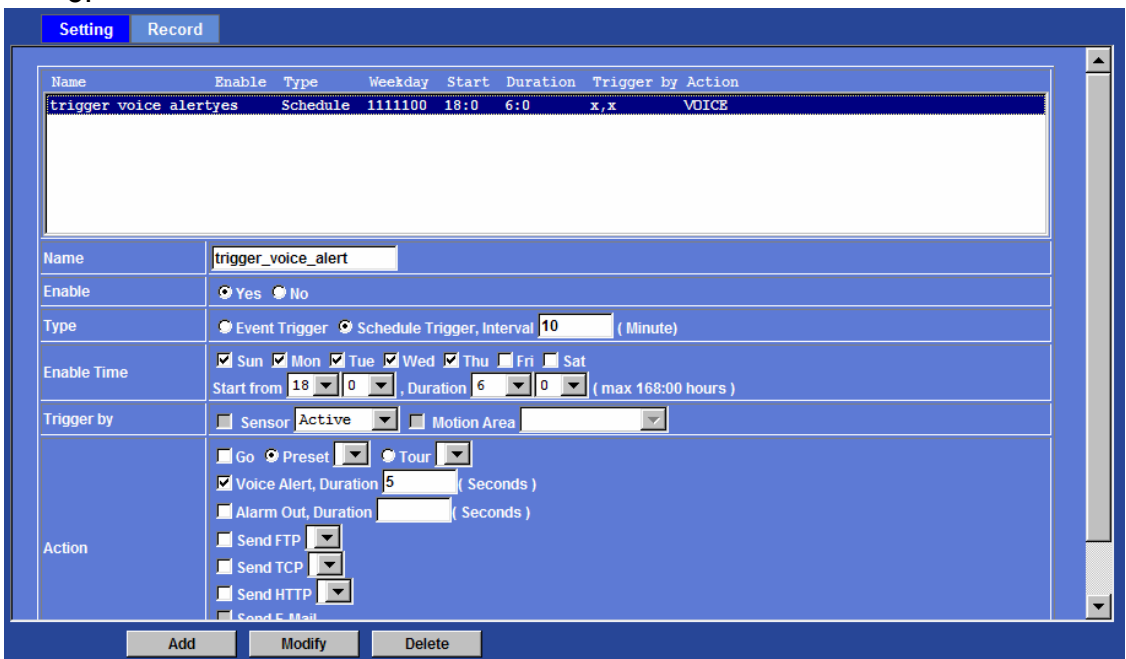 Setting Record
Name Enable Type Weekday Start Duration Trigger by Action
trigger voice alertyes Schedule 1111100 18:0 6:0 x,x VOICE
Name trigger_voice_alert
Enable Yes No
Type Event Trigger Schedule Trigger, Interval 10 ( Minute)
Enable Time Sun Mon Tue Wed Thu Fri Sat
Start from 18 0 , Duration 6 0 ( max 168:00 hours )
Trigger by Sensor Active Motion Area
Go Preset Tour
Voice Alert, Duration 5 ( Seconds )
Alarm Out, Duration ( Seconds )
Action Send FTP
Send TCP
Send HTTP
Send E-Mail
Add Modify Delete